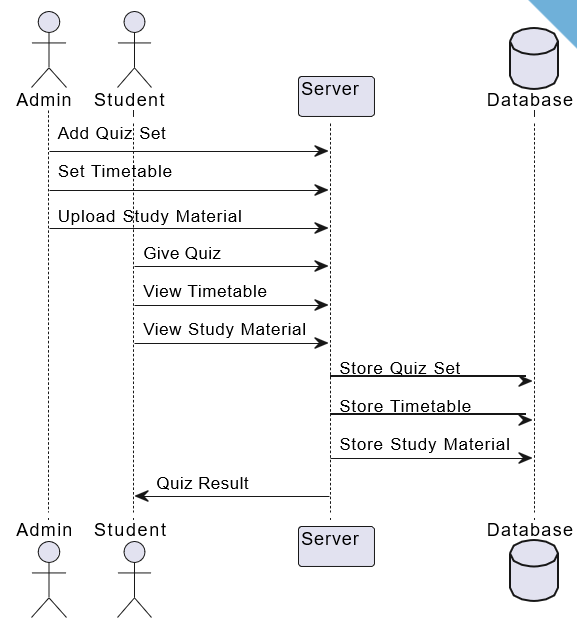 Admin Student Server Database
Add Quiz Set
Set Timetable
Upload Study Material
Give Quiz
View Timetable
View Study Material
Store Quiz Set
Store Timetable
Store Study Material
Quiz Result
Admin Student Server Database